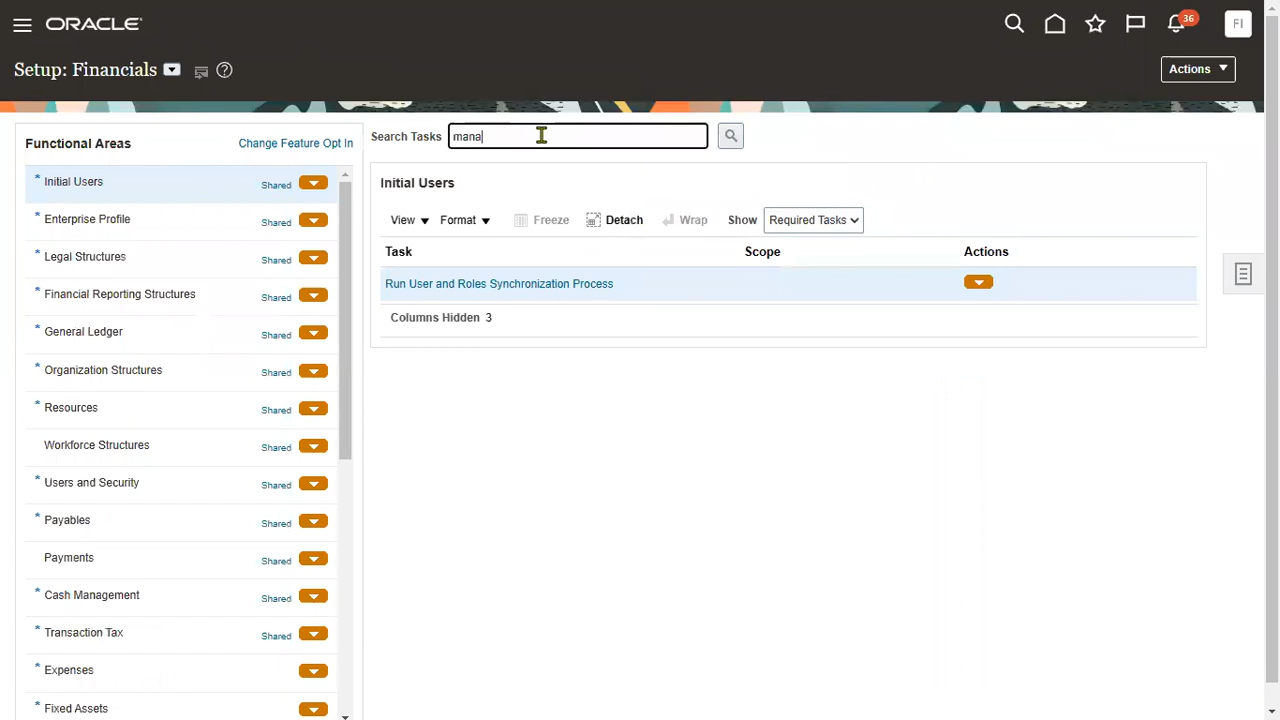 ORACLE
36
FI
Setup: Financials
Actions
Functional Areas
Change Feature Opt In
Search Tasks mana
* Initial Users Shared
* Enterprise Profile Shared
* Legal Structures Shared
* Financial Reporting Structures Shared
* General Ledger Shared
* Organization Structures Shared
* Resources Shared
Workforce Structures Shared
* Users and Security Shared
* Payables Shared
Payments Shared
* Cash Management Shared
* Transaction Tax Shared
* Expenses
* Fixed Assets
Initial Users
View Format Freeze Detach Wrap Show Required Tasks
Task Scope Actions
Run User and Roles Synchronization Process
Columns Hidden 3